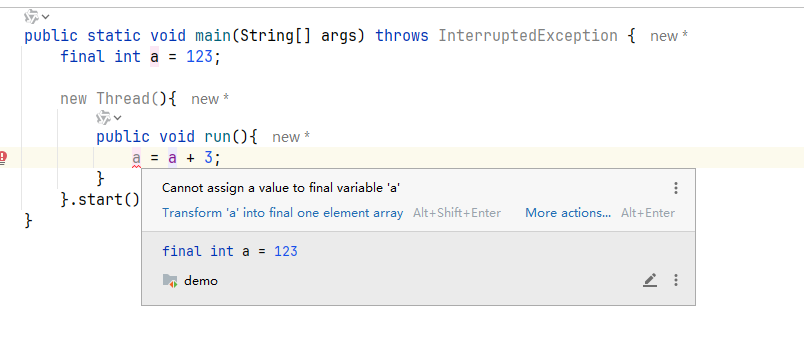 public static void main(String[] args) throws InterruptedException { new *
final int a = 123;
new Thread(){ new *
public void run(){ new *
a = a + 3;
}
}.start()
}
Cannot assign a value to final variable 'a'
Transform 'a' into final one element array Alt+Shift+Enter More actions... Alt+Enter
final int a = 123
demo